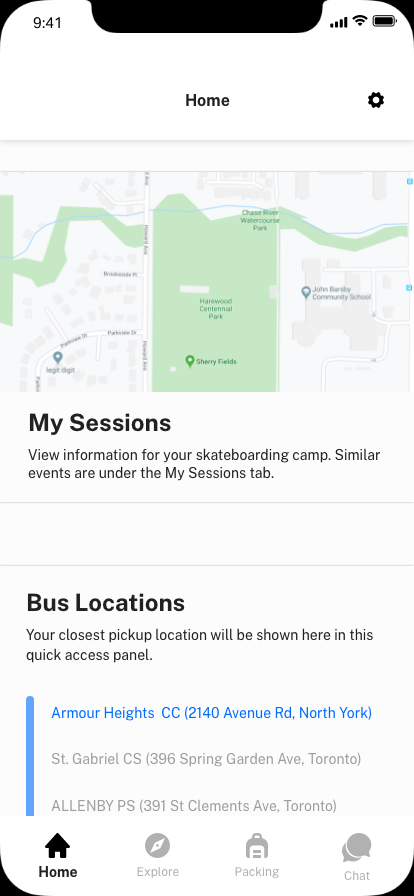 9:41
Home
Howard Ave
Chase River
Watercourse
Park
Howard Ave
Brookside Pl
John Barsby
Community School
Harewood
Centennial
Park
Parkview Dr
Parkview Dr
Howard Ave
legit digit
Sherry Fields
My Sessions
View information for your skateboarding camp. Similar
events are under the My Sessions tab.
Bus Locations
Your closest pickup location will be shown here in this
quick access panel.
Armour Heights  CC (2140 Avenue Rd, North York)
St. Gabriel CS (396 Spring Garden Ave, Toronto)
ALLENBY PS (391 St Clements Ave, Toronto)
Home
Explore
Packing
Chat